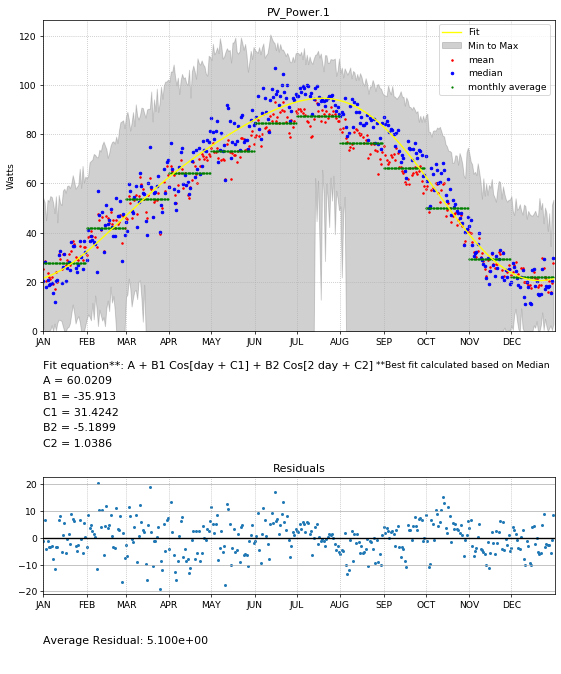 PV_Power.1
Fit
Min to Max
mean
median
monthly average
120
100
80
60
40
20
0
Watts
JAN FEB MAR APR MAY JUN JUL AUG SEP OCT NOV DEC
Fit equation**: A + B1 Cos[day + C1] + B2 Cos[2 day + C2] **Best fit calculated based on Median
A = 60.0209
B1 = -35.913
C1 = 31.4242
B2 = -5.1899
C2 = 1.0386
Residuals
20
10
0
−10
−20
JAN FEB MAR APR MAY JUN JUL AUG SEP OCT NOV DEC
Average Residual: 5.100e+00